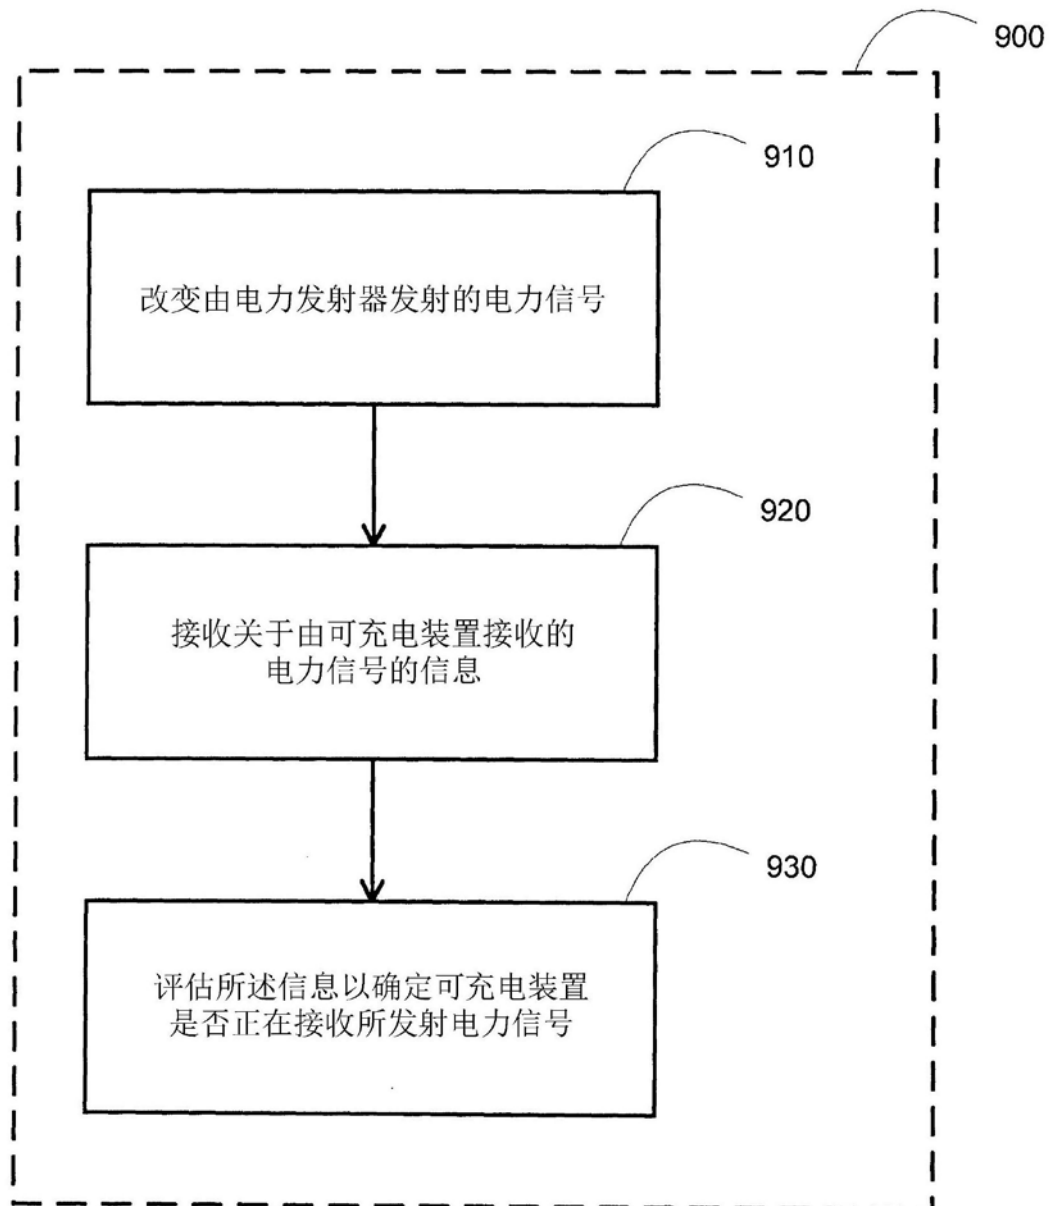 900
910
改变由电力发射器发射的电力信号
920
接收关于由可充电装置接收的
电力信号的信息
930
评估所述信息以确定可充电装置
是否正在接收所发射电力信号